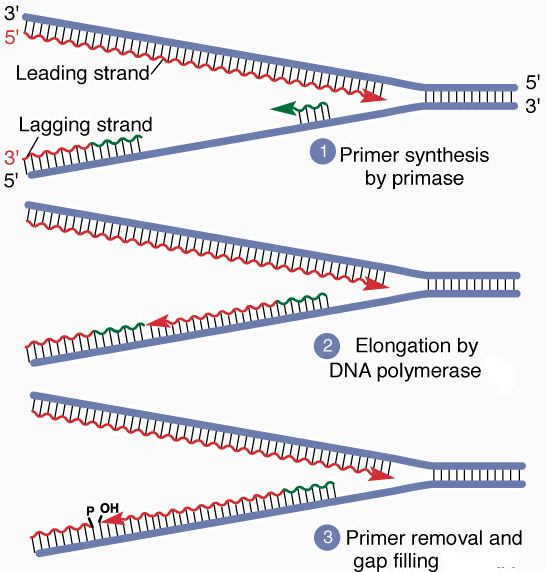 3'
5'
Leading strand
5'
3'
Lagging strand
3'
5'
1 Primer synthesis
by primase
2 Elongation by
DNA polymerase
P OH
3 Primer removal and
gap filling